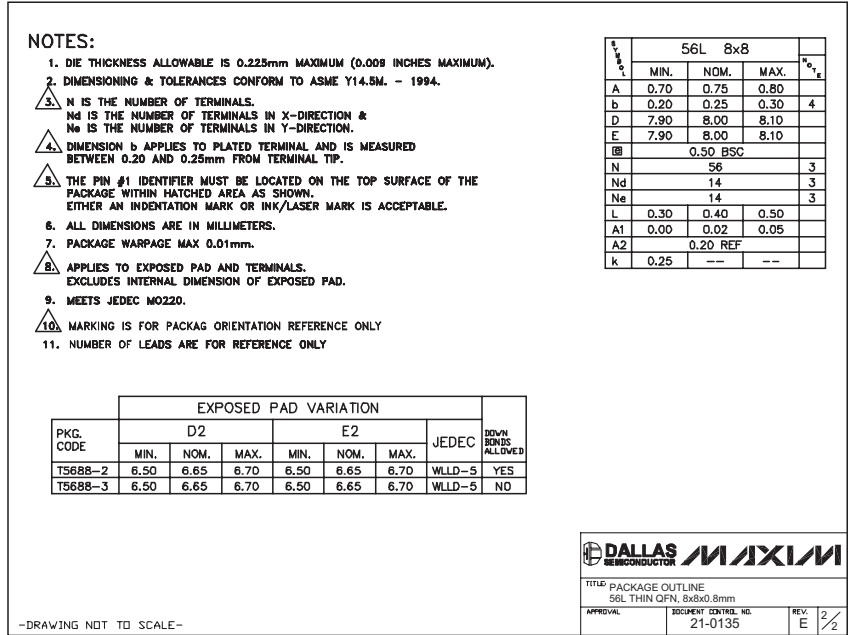 NOTES:
1. DIE THICKNESS ALLOWABLE IS 0.225mm MAXIMUM (0.009 INCHES MAXIMUM).
2. DIMENSIONING & TOLERANCES CONFORM TO ASME Y14.5M. – 1994.
3. N IS THE NUMBER OF TERMINALS.
Nd IS THE NUMBER OF TERMINALS IN X-DIRECTION &
Ne IS THE NUMBER OF TERMINALS IN Y-DIRECTION.
4. DIMENSION b APPLIES TO PLATED TERMINAL AND IS MEASURED
BETWEEN 0.20 AND 0.25mm FROM TERMINAL TIP.
5. THE PIN #1 IDENTIFIER MUST BE LOCATED ON THE TOP SURFACE OF THE
PACKAGE WITHIN HATCHED AREA AS SHOWN.
EITHER AN INDENTATION MARK OR INK/LASER MARK IS ACCEPTABLE.
6. ALL DIMENSIONS ARE IN MILLIMETERS.
7. PACKAGE WARPAGE MAX 0.01mm.
8. APPLIES TO EXPOSED PAD AND TERMINALS.
EXCLUDES INTERNAL DIMENSION OF EXPOSED PAD.
9. MEETS JEDEC MO220.
10. MARKING IS FOR PACKAG ORIENTATION REFERENCE ONLY
11. NUMBER OF LEADS ARE FOR REFERENCE ONLY
SYMBOL 56L 8x8 NOTE
MIN. NOM. MAX.
A 0.70 0.75 0.80
b 0.20 0.25 0.30 4
D 7.90 8.00 8.10
E 7.90 8.00 8.10
e 0.50 BSC
N 56 3
Nd 14 3
Ne 14 3
L 0.30 0.40 0.50
A1 0.00 0.02 0.05
A2 0.20 REF
k 0.25 -- --
EXPOSED PAD VARIATION
PKG. CODE D2 E2 JEDEC DOWN BONDS ALLOWED
MIN. NOM. MAX. MIN. NOM. MAX.
T5688-2 6.50 6.65 6.70 6.50 6.65 6.70 WLLD-5 YES
T5688-3 6.50 6.65 6.70 6.50 6.65 6.70 WLLD-5 NO
DALLAS SEMICONDUCTOR MAXIM
TITLE: PACKAGE OUTLINE
56L THIN QFN, 8x8x0.8mm
APPROVAL DOCUMENT CONTROL NO. REV.
21-0135 E 2/2
-DRAWING NOT TO SCALE-